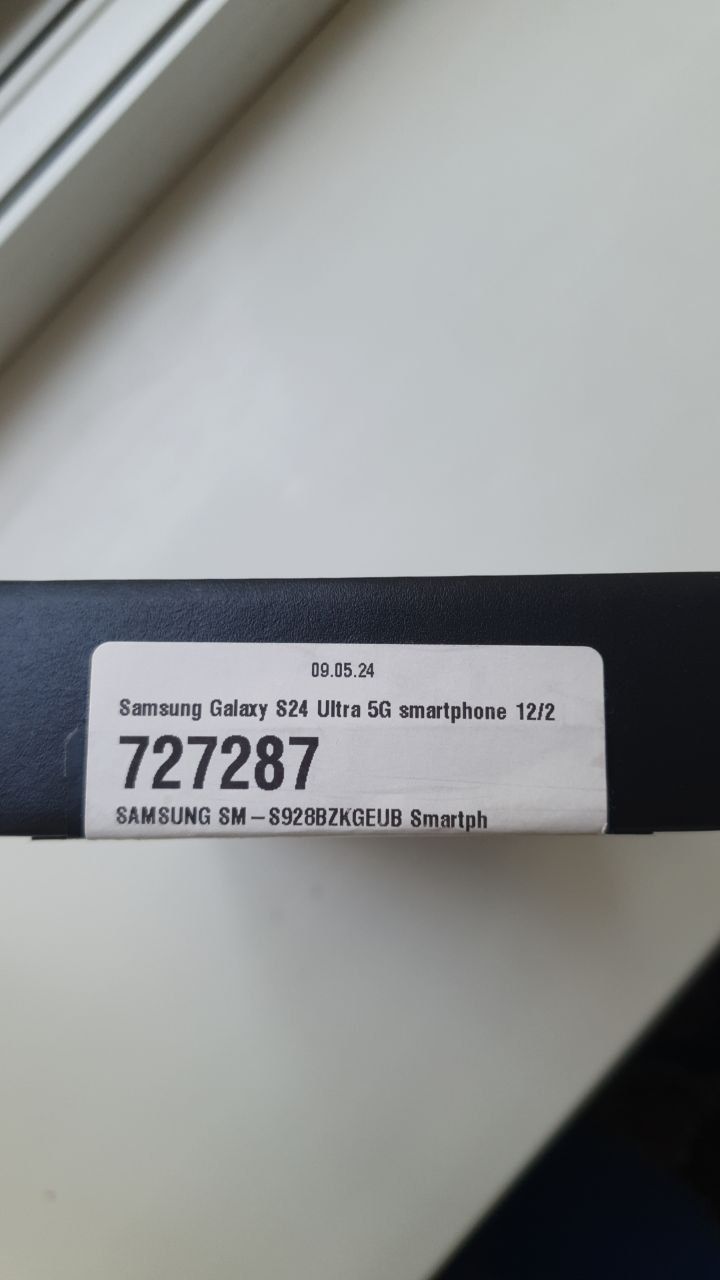 09.05.24
Samsung Galaxy S24 Ultra 5G smartphone 12/2
727287
SAMSUNG SM-S928BZKGEUB Smartph